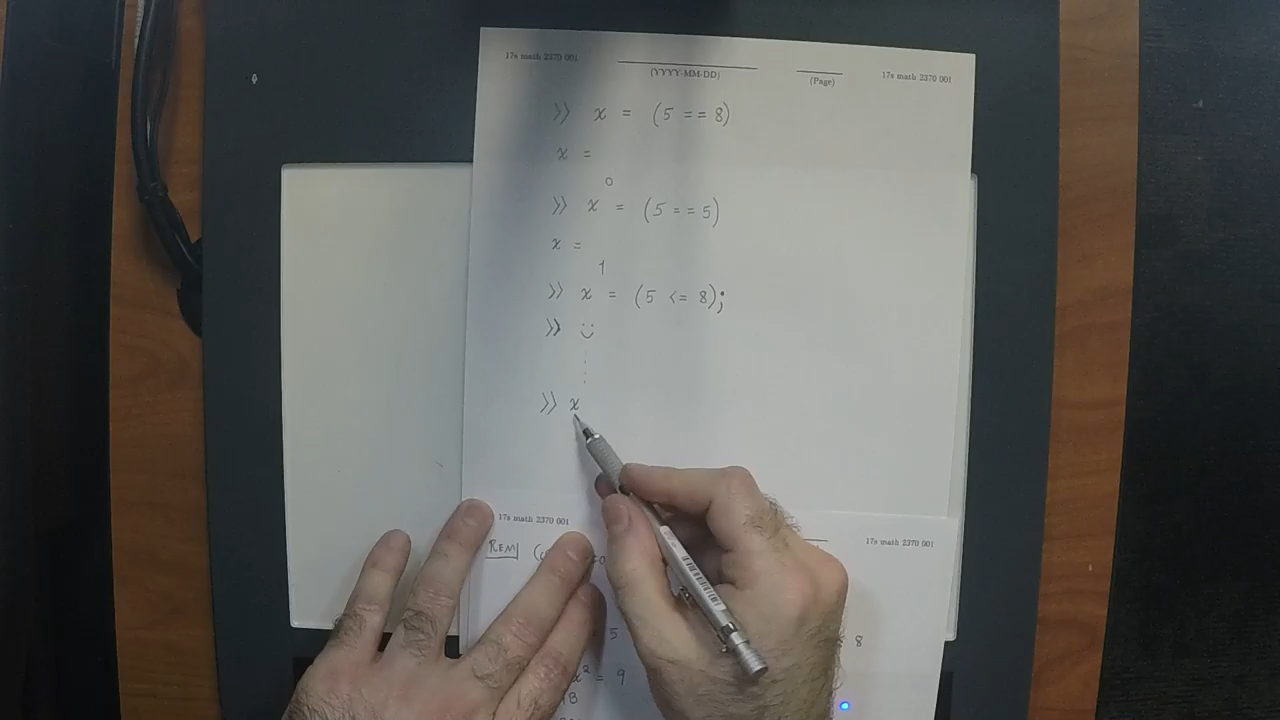 17s math 2370 001 (YYYY-MM-DD) (Page) 17s math 2370 001
>> x = (5 == 8)
x =
0
>> x = (5 == 5)
x =
1
>> x = (5 <= 8);
>> ☺
⋮
>> x
17s math 2370 001 17s math 2370 001
REM
5 8
x² = 9